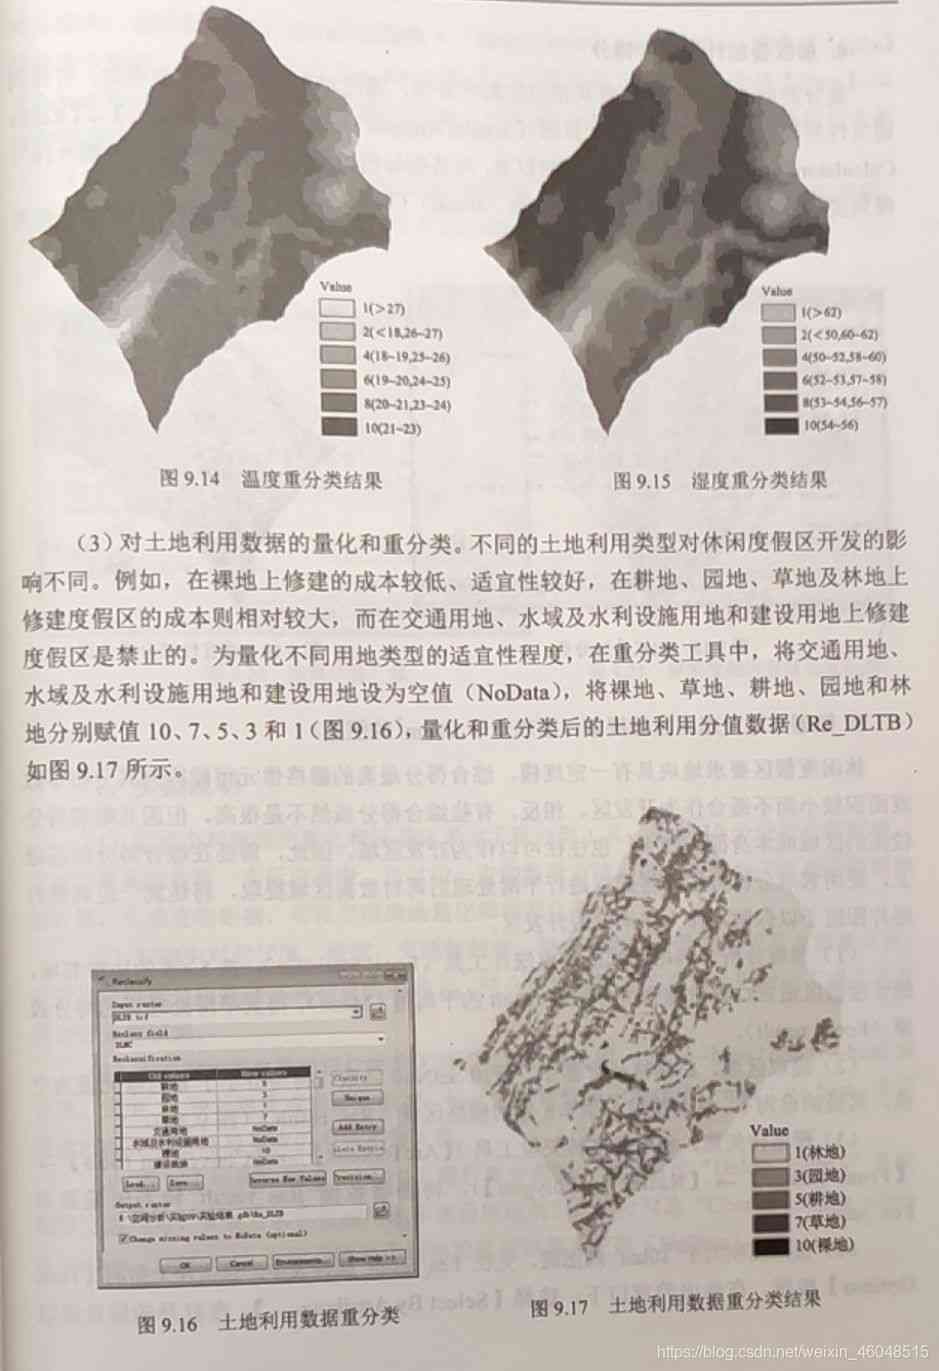 Value
1(>27)
2(<18,26~27)
4(18~19,25~26)
6(19~20,24~25)
8(20~21,23~24)
10(21~23)
Value
1(>62)
2(<50,60~62)
4(50~52,58~60)
6(52~53,57~58)
8(53~54,56~57)
10(54~56)
图 9.14 温度重分类结果
图 9.15 湿度重分类结果
（3）对土地利用数据的量化和重分类。不同的土地利用类型对休闲度假区开发的影
响不同。例如，在裸地上修建的成本较低、适宜性较好，在耕地、园地、草地及林地上
修建度假区的成本则相对较大，而在交通用地、水域及水利设施用地和建设用地上修建
度假区是禁止的。为量化不同用地类型的适宜性程度，在重分类工具中，将交通用地、
水域及水利设施用地和建设用地设为空值（NoData），将裸地、草地、耕地、园地和林
地分别赋值 10、7、5、3 和 1（图 9.16），量化和重分类后的土地利用分值数据（Re_DLTB）
如图 9.17 所示。
Reclassify
Input raster
DLTB.tif
Reclass field
DLMC
Reclassification
Old values New values
耕地 5
园地 3
林地 1
草地 7
交通用地 NoData
水域及水利设施用地 NoData
裸地 10
建设用地 NoData
Classify
Unique
Add Entry
Load... Save... Reverse New Values Precision...
Output raster
Change missing values to NoData (optional)
OK Cancel Environments... Show Help >>
Value
1(林地)
3(园地)
5(耕地)
7(草地)
10(裸地)
图 9.16 土地利用数据重分类
图 9.17 土地利用数据重分类结果
https://blog.csdn.net/weixin_46048515